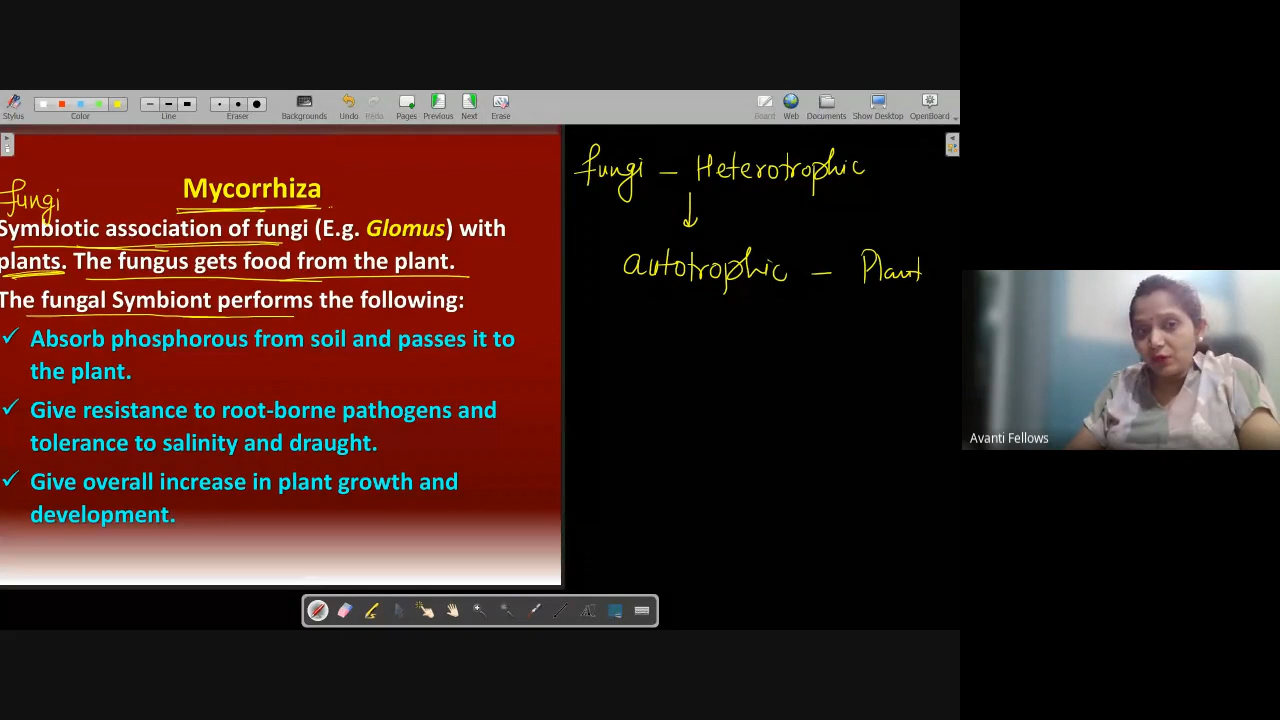 Stylus
Color
Line
Eraser
Backgrounds
Undo
Redo
Pages
Previous
Next
Erase
Board
Web
Documents
Show Desktop
OpenBoard
fungi
Mycorrhiza
Symbiotic association of fungi (E.g. Glomus) with
plants. The fungus gets food from the plant.
The fungal Symbiont performs the following:
✓ Absorb phosphorous from soil and passes it to
the plant.
✓ Give resistance to root-borne pathogens and
tolerance to salinity and draught.
✓ Give overall increase in plant growth and
development.
fungi – Heterotrophic
↓
autotrophic – Plant
Avanti Fellows